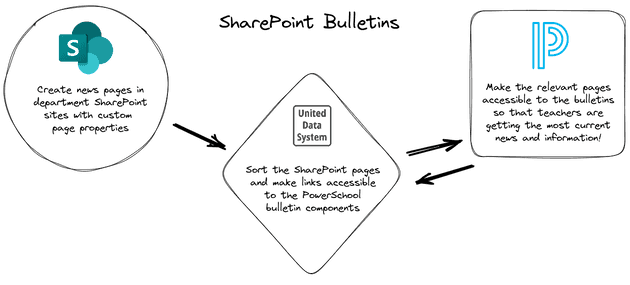 SharePoint Bulletins
S
Create news pages in
department SharePoint
sites with custom
page properties
United
Data
System
Sort the SharePoint pages
and make links accessible
to the PowerSchool
bulletin components
P
Make the relevant pages
accessible to the bulletins
so that teachers are
getting the most current
news and information!